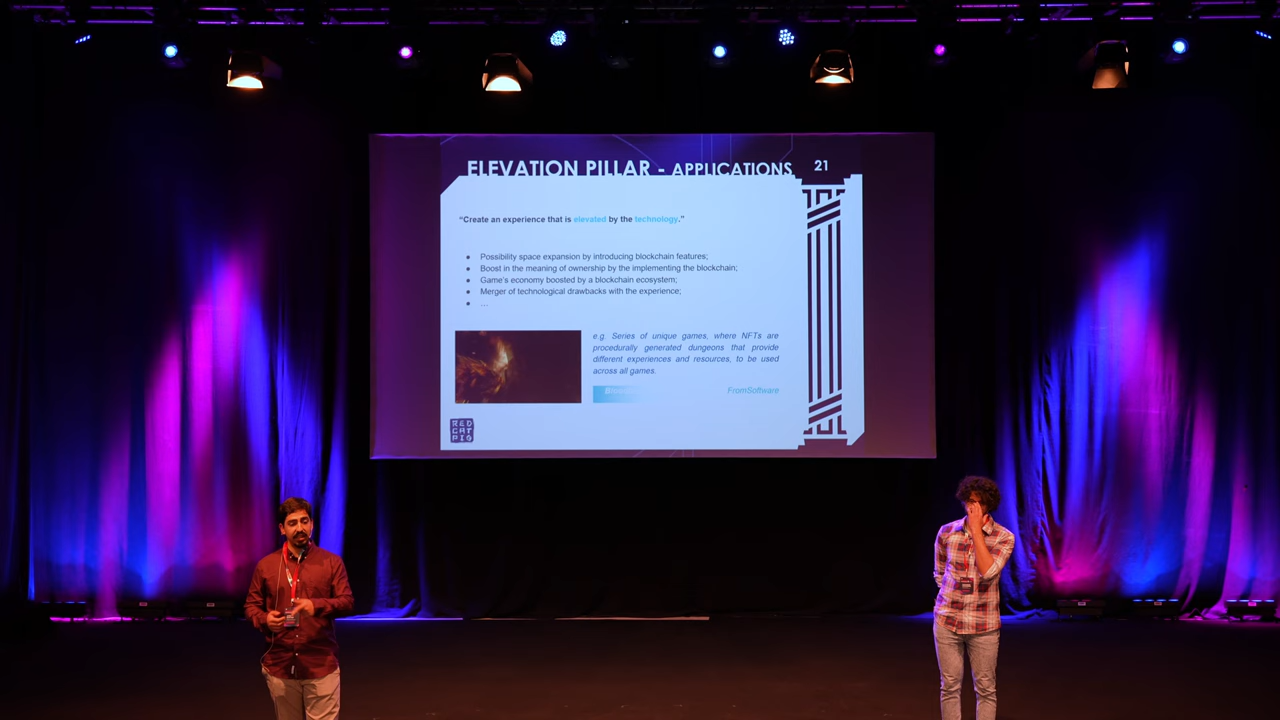 ELEVATION PILLAR - APPLICATIONS 21
“Create an experience that is elevated by the technology.”
● Possibility space expansion by introducing blockchain features;
● Boost in the meaning of ownership by the implementing the blockchain;
● Game's economy boosted by a blockchain ecosystem;
● Merger of technological drawbacks with the experience;
● ...
e.g. Series of unique games, where NFTs are
procedurally generated dungeons that provide
different experiences and resources, to be used
across all games.
FromSoftware
RED
CAT
PIG